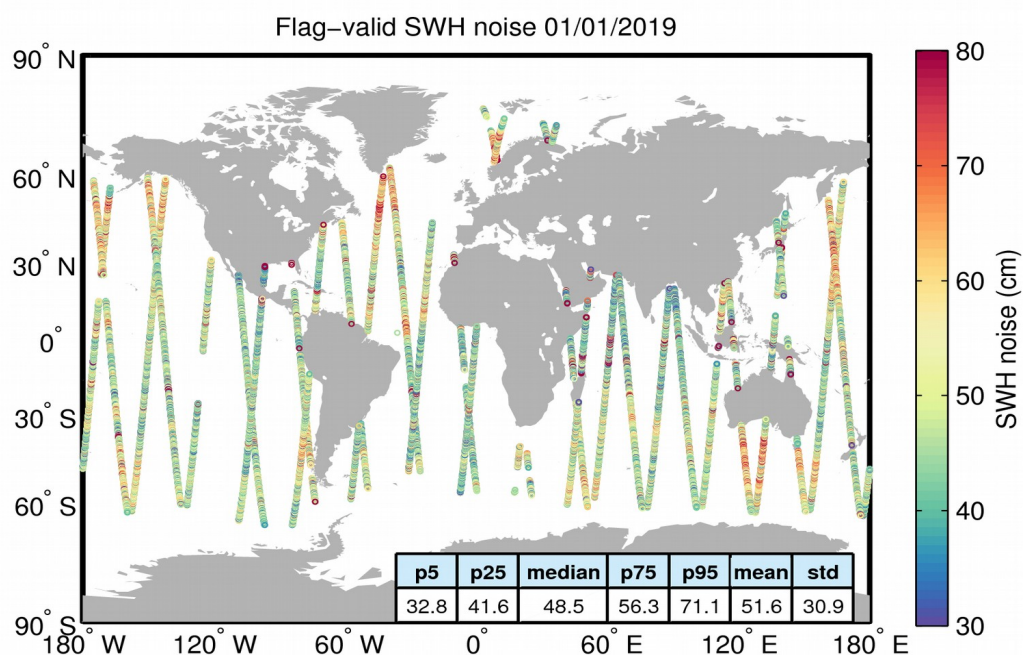 Flag−valid SWH noise 01/01/2019
90° N
60° N
30° N
0°
30° S
60° S
90° S
180° W
120° W
60° W
0°
60° E
120° E
180° E
80
70
60
50
40
30
SWH noise (cm)
p5 p25 median p75 p95 mean std
32.8 41.6 48.5 56.3 71.1 51.6 30.9